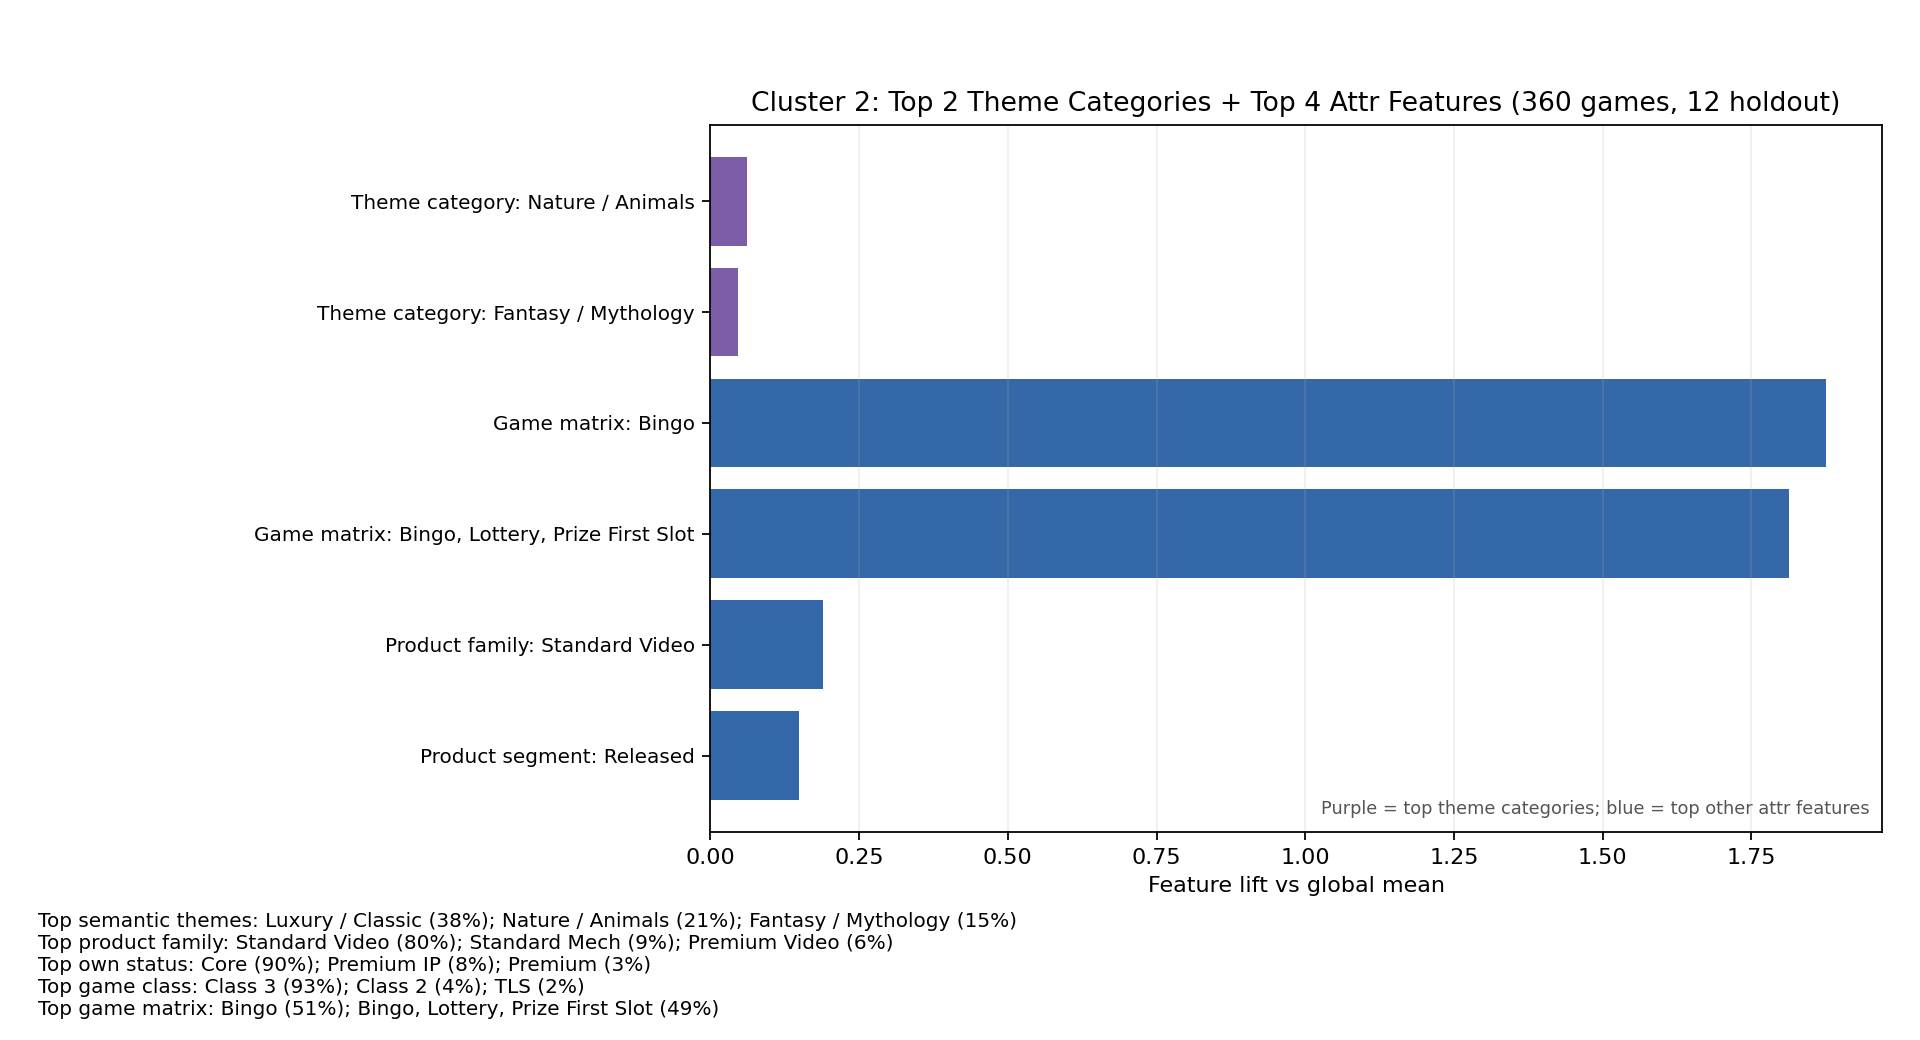 Cluster 2: Top 2 Theme Categories + Top 4 Attr Features (360 games, 12 holdout)
Theme category: Nature / Animals
Theme category: Fantasy / Mythology
Game matrix: Bingo
Game matrix: Bingo, Lottery, Prize First Slot
Product family: Standard Video
Product segment: Released
Purple = top theme categories; blue = top other attr features
0.00 0.25 0.50 0.75 1.00 1.25 1.50 1.75
Feature lift vs global mean
Top semantic themes: Luxury / Classic (38%); Nature / Animals (21%); Fantasy / Mythology (15%)
Top product family: Standard Video (80%); Standard Mech (9%); Premium Video (6%)
Top own status: Core (90%); Premium IP (8%); Premium (3%)
Top game class: Class 3 (93%); Class 2 (4%); TLS (2%)
Top game matrix: Bingo (51%); Bingo, Lottery, Prize First Slot (49%)